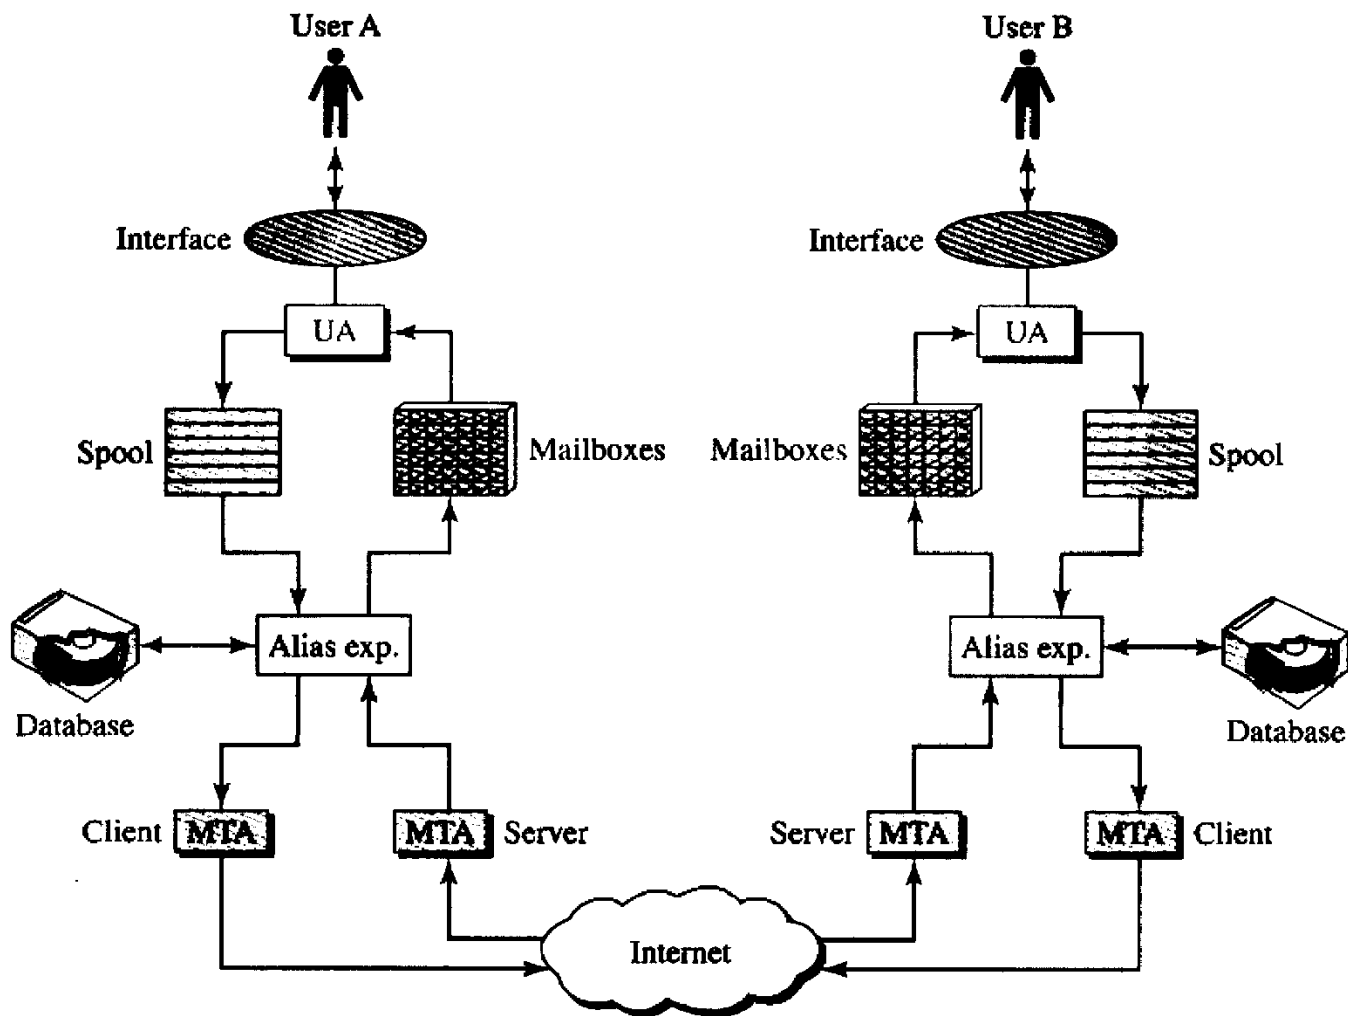 User A
User B
Interface
Interface
UA
UA
Spool
Mailboxes
Mailboxes
Spool
Alias exp.
Alias exp.
Database
Database
Client
MTA
MTA
Server
Server
MTA
MTA
Client
Internet